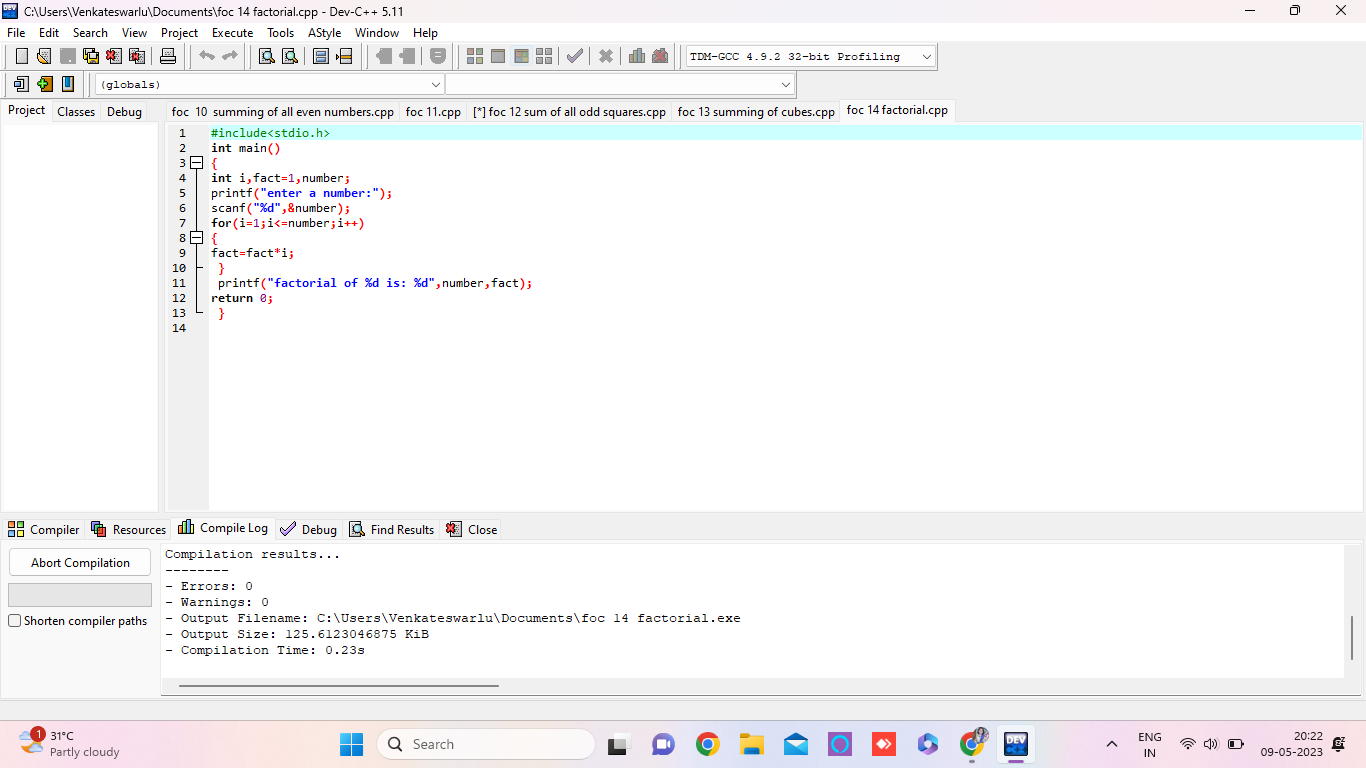 C:\Users\Venkateswarlu\Documents\foc 14 factorial.cpp - Dev-C++ 5.11
File Edit Search View Project Execute Tools AStyle Window Help
TDM-GCC 4.9.2 32-bit Profiling
(globals)
Project Classes Debug
foc 10 summing of all even numbers.cpp foc 11.cpp [*] foc 12 sum of all odd squares.cpp foc 13 summing of cubes.cpp foc 14 factorial.cpp
1 #include<stdio.h>
2 int main()
3 {
4 int i,fact=1,number;
5 printf("enter a number:");
6 scanf("%d",&number);
7 for(i=1;i<=number;i++)
8 {
9 fact=fact*i;
10 }
11 printf("factorial of %d is: %d",number,fact);
12 return 0;
13 }
14
Compiler Resources Compile Log Debug Find Results Close
Abort Compilation
Shorten compiler paths
Compilation results...
--------
- Errors: 0
- Warnings: 0
- Output Filename: C:\Users\Venkateswarlu\Documents\foc 14 factorial.exe
- Output Size: 125.6123046875 KiB
- Compilation Time: 0.23s
1
31°C
Partly cloudy
Search
DEV
ENG
IN
20:22
09-05-2023